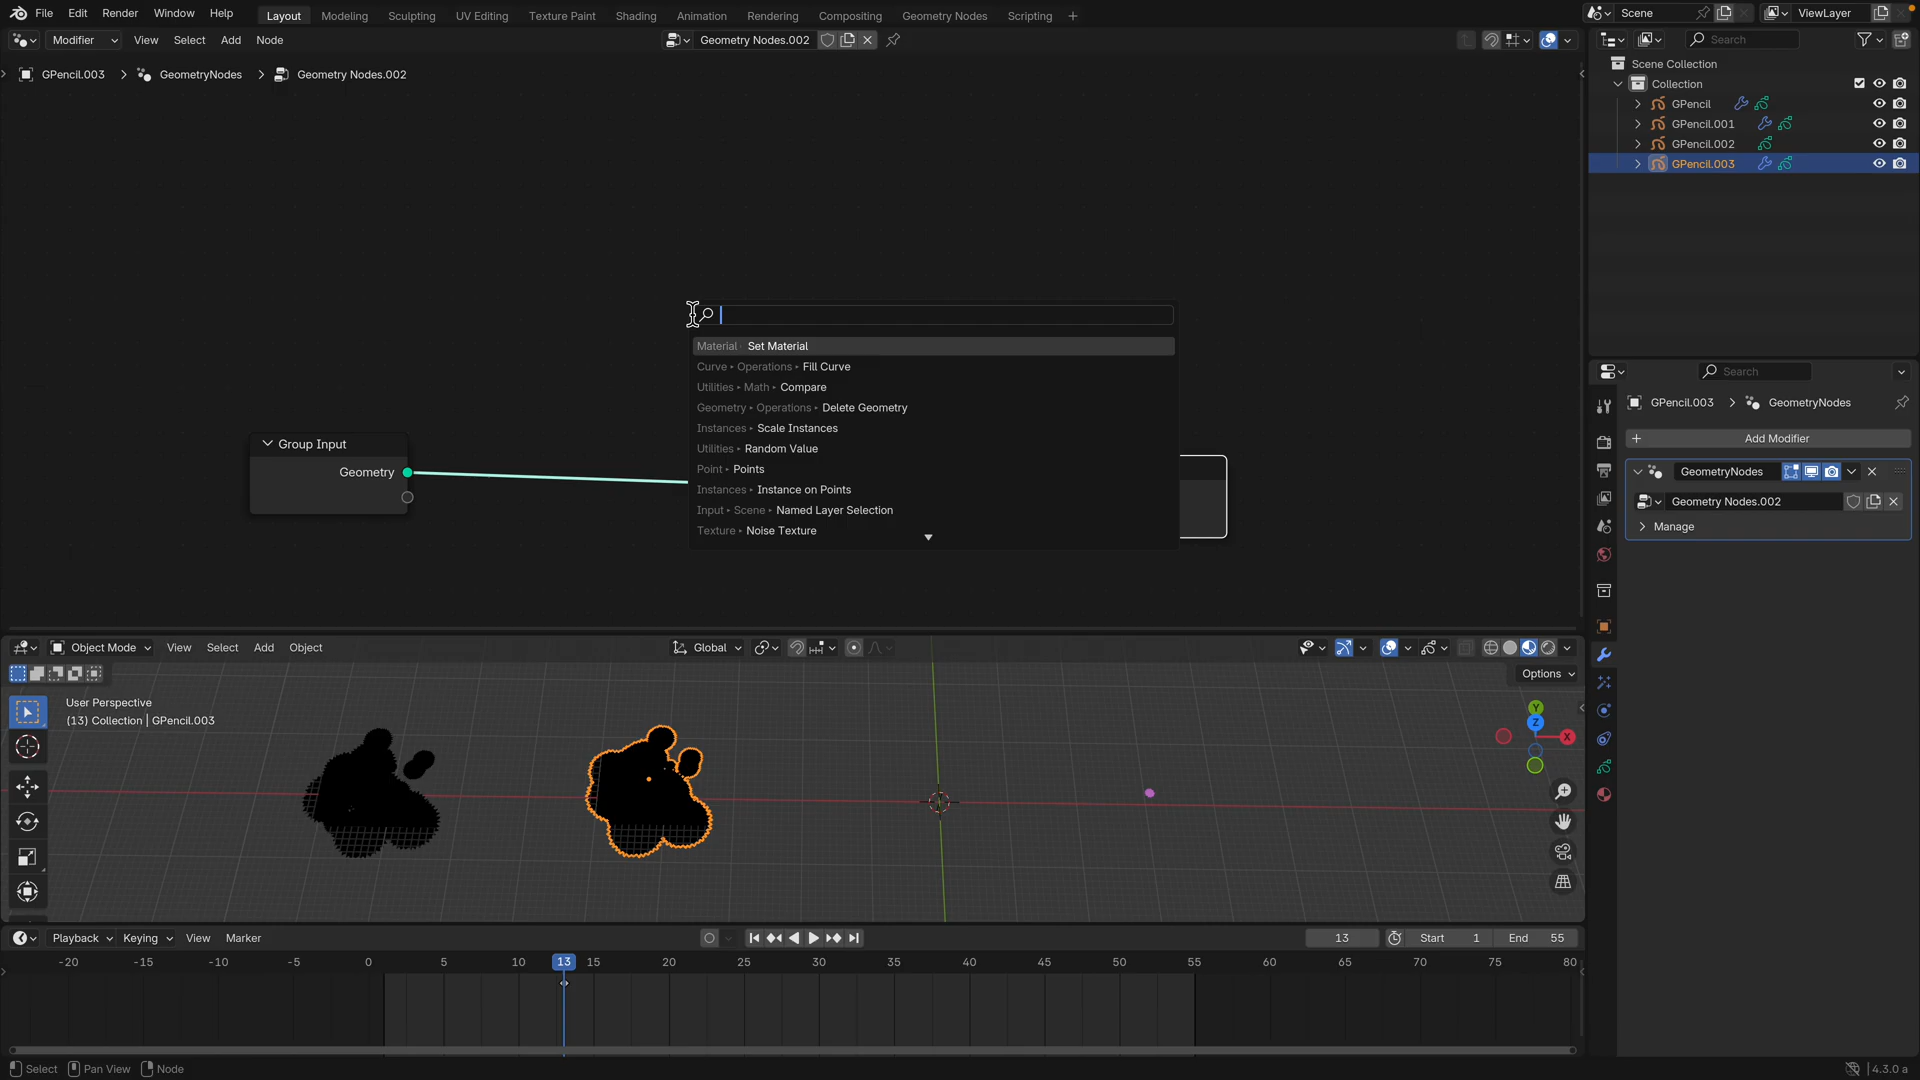 File Edit Render Window Help Layout Modeling Sculpting UV Editing Texture Paint Shading Animation Rendering Compositing Geometry Nodes Scripting Scene ViewLayer
Modifier View Select Add Node Geometry Nodes.002 Search
GPencil.003 GeometryNodes Geometry Nodes.002
Scene Collection
Collection
GPencil
GPencil.001
GPencil.002
GPencil.003
Material Set Material
Curve Operations Fill Curve
Utilities Math Compare
Geometry Operations Delete Geometry
Instances Scale Instances
Utilities Random Value
Point Points
Instances Instance on Points
Input Scene Named Layer Selection
Texture Noise Texture
Group Input
Geometry
Search
GPencil.003 GeometryNodes
Add Modifier
GeometryNodes
Geometry Nodes.002
Manage
Object Mode View Select Add Object Global
Options
User Perspective
(13) Collection | GPencil.003
Y
Z
X
Playback Keying View Marker 13 Start 1 End 55
-20 -15 -10 -5 0 5 10 13 15 20 25 30 35 40 45 50 55 60 65 70 75 80
Select Pan View Node 4.3.0 a